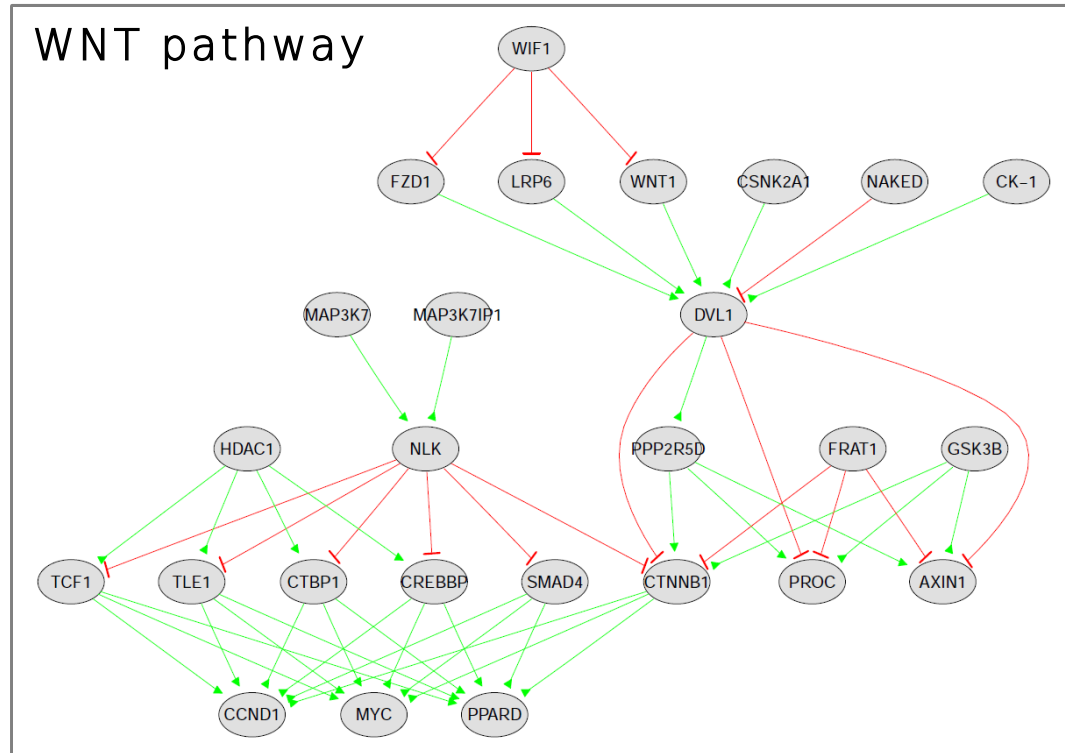 WNT pathway
WIF1
FZD1 LRP6 WNT1 CSNK2A1 NAKED CK-1
MAP3K7 MAP3K7IP1 DVL1
HDAC1 NLK PPP2R5D FRAT1 GSK3B
TCF1 TLE1 CTBP1 CREBBP SMAD4 CTNNB1 PROC AXIN1
CCND1 MYC PPARD